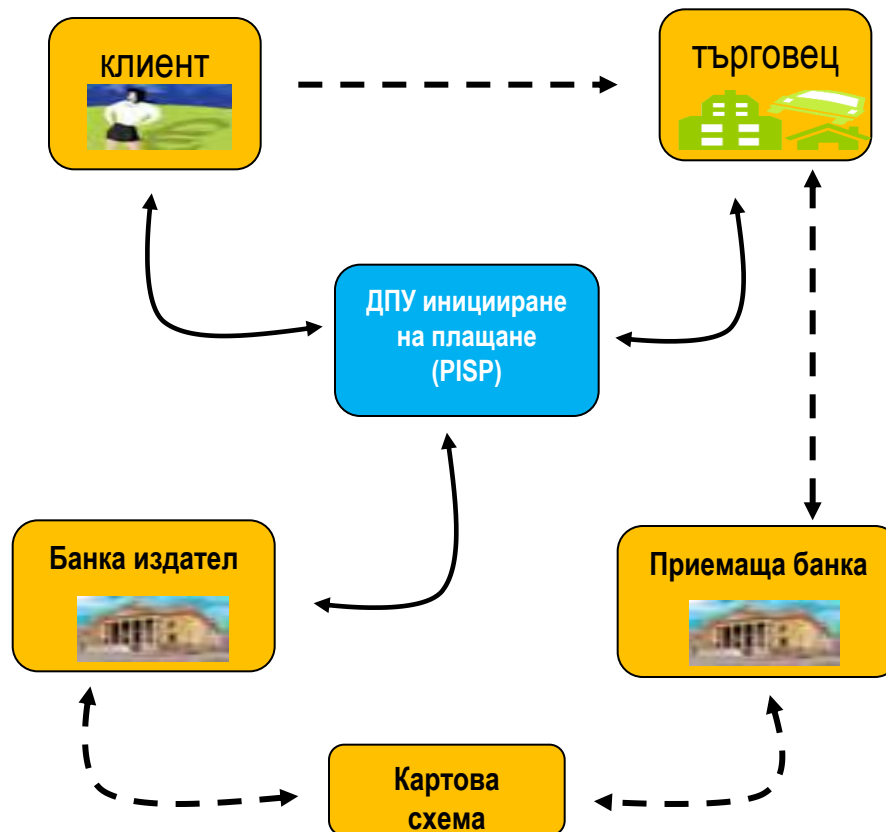 клиент
търговец
ДПУ иницииране
на плащане
(PISP)
Банка издател
Приемаща банка
Картова
схема